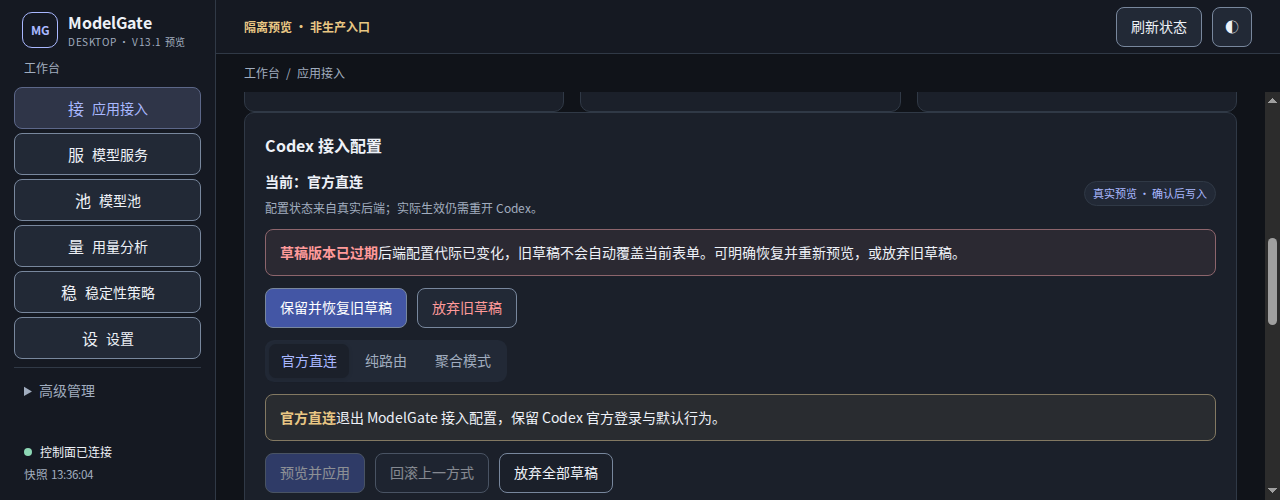 MG
ModelGate
DESKTOP · V13.1 预览
工作台
接 应用接入
服 模型服务
池 模型池
量 用量分析
稳 稳定性策略
设 设置
▶ 高级管理
控制面已连接
快照 13:36:04
隔离预览 · 非生产入口
刷新状态
工作台 / 应用接入
Codex 接入配置
当前：官方直连
配置状态来自真实后端；实际生效仍需重开 Codex。
真实预览 · 确认后写入
草稿版本已过期后端配置代际已变化，旧草稿不会自动覆盖当前表单。可明确恢复并重新预览，或放弃旧草稿。
保留并恢复旧草稿 放弃旧草稿
官方直连 纯路由 聚合模式
官方直连退出 ModelGate 接入配置，保留 Codex 官方登录与默认行为。
预览并应用 回滚上一方式 放弃全部草稿